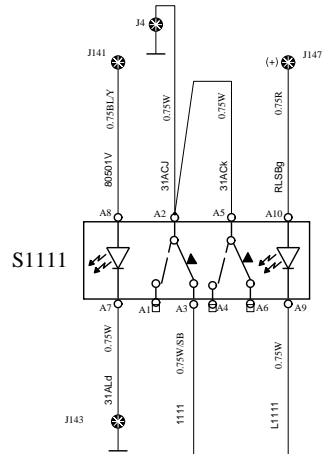 J4
J141
(+)
J147
0.75BL/Y
0.75W
0.75W
0.75R
80501V
31ACJ
31ACk
RLSBg
A8
A2
A5
A10
S1111
A7
A1
A3
A4
A6
A9
0.75W
0.75W/SB
0.75W
31ALd
1111
L1111
J143